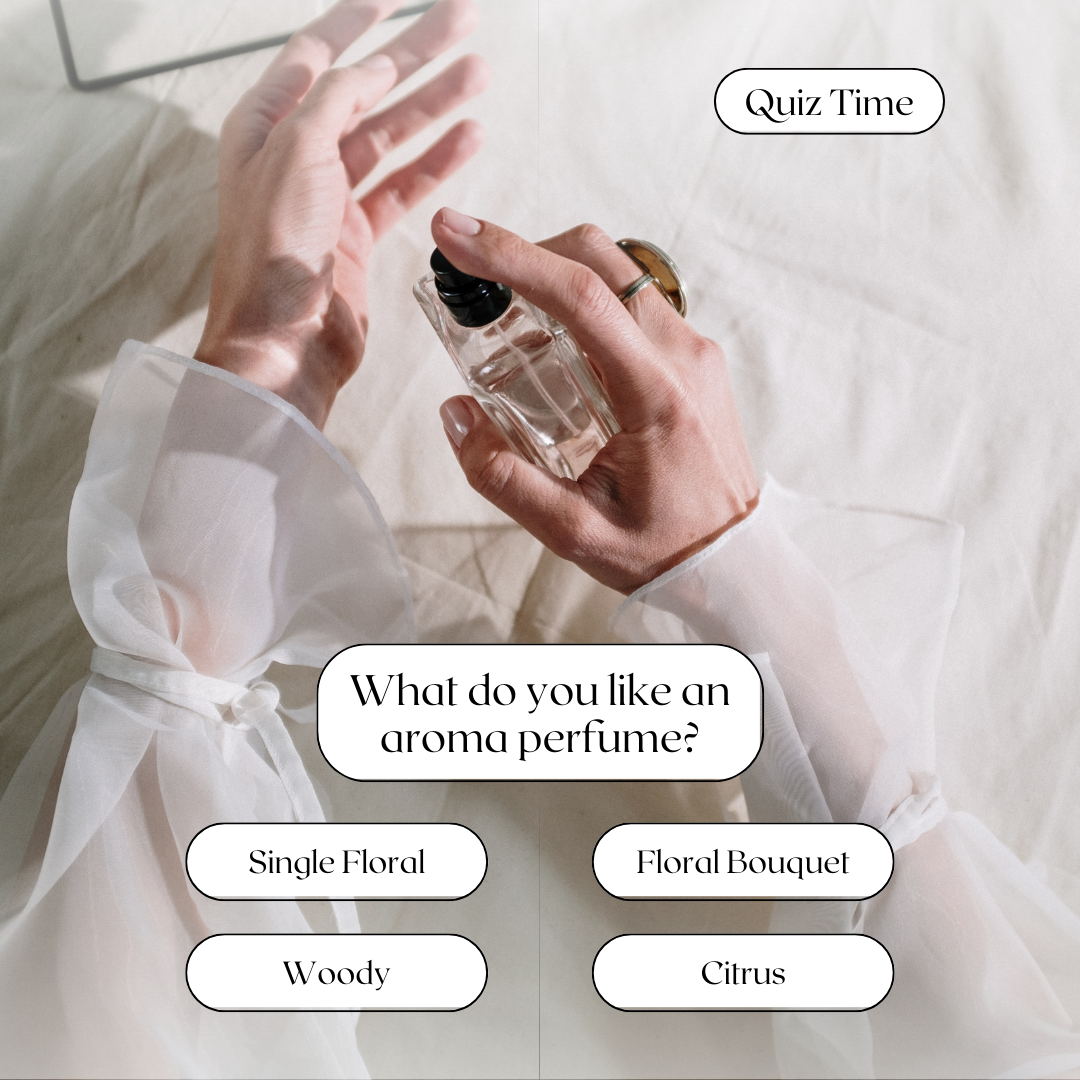 Quiz Time
What do you like an
aroma perfume?
Single Floral
Floral Bouquet
Woody
Citrus